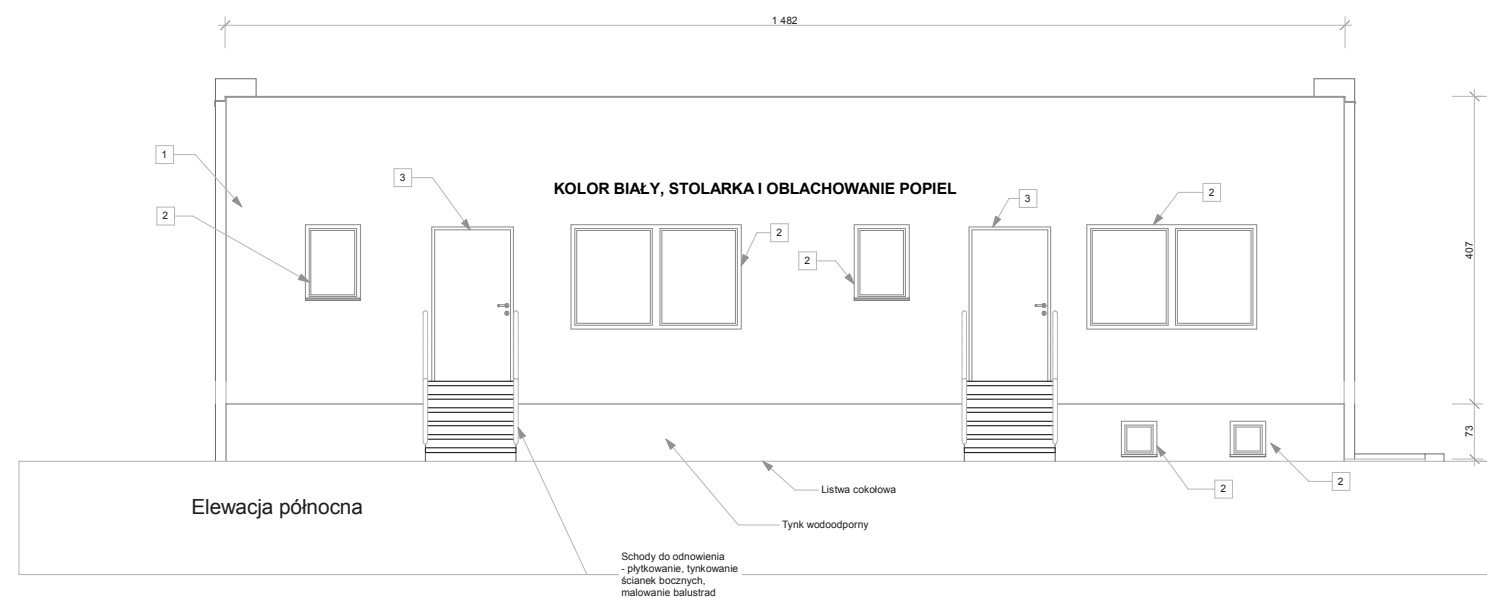 1 482
1
3
KOLOR BIAŁY, STOLARKA I OBLACHOWANIE POPIEL
3
2
2
2
2
407
73
2
2
Listwa cokołowa
Elewacja północna
Tynk wodoodporny
Schody do odnowienia
- płytkowanie, tynkowanie
ścianek bocznych,
malowanie balustrad